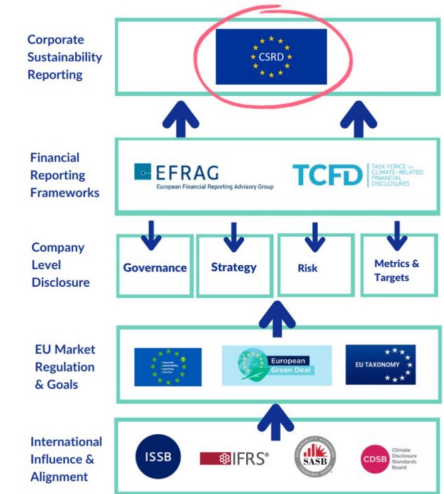 Corporate
Sustainability
Reporting
CSRD
Financial
Reporting
Frameworks
EFRAG
European Financial Reporting Advisory Group
TCFD
TASK FORCE ON
CLIMATE-RELATED
FINANCIAL
DISCLOSURES
Company
Level
Disclosure
Governance
Strategy
Risk
Metrics &
Targets
EU Market
Regulation
& Goals
European
Green Deal
EU TAXONOMY
International
Influence &
Alignment
ISSB
IFRS®
SASB
CDSB
Climate
Disclosure
Standards
Board